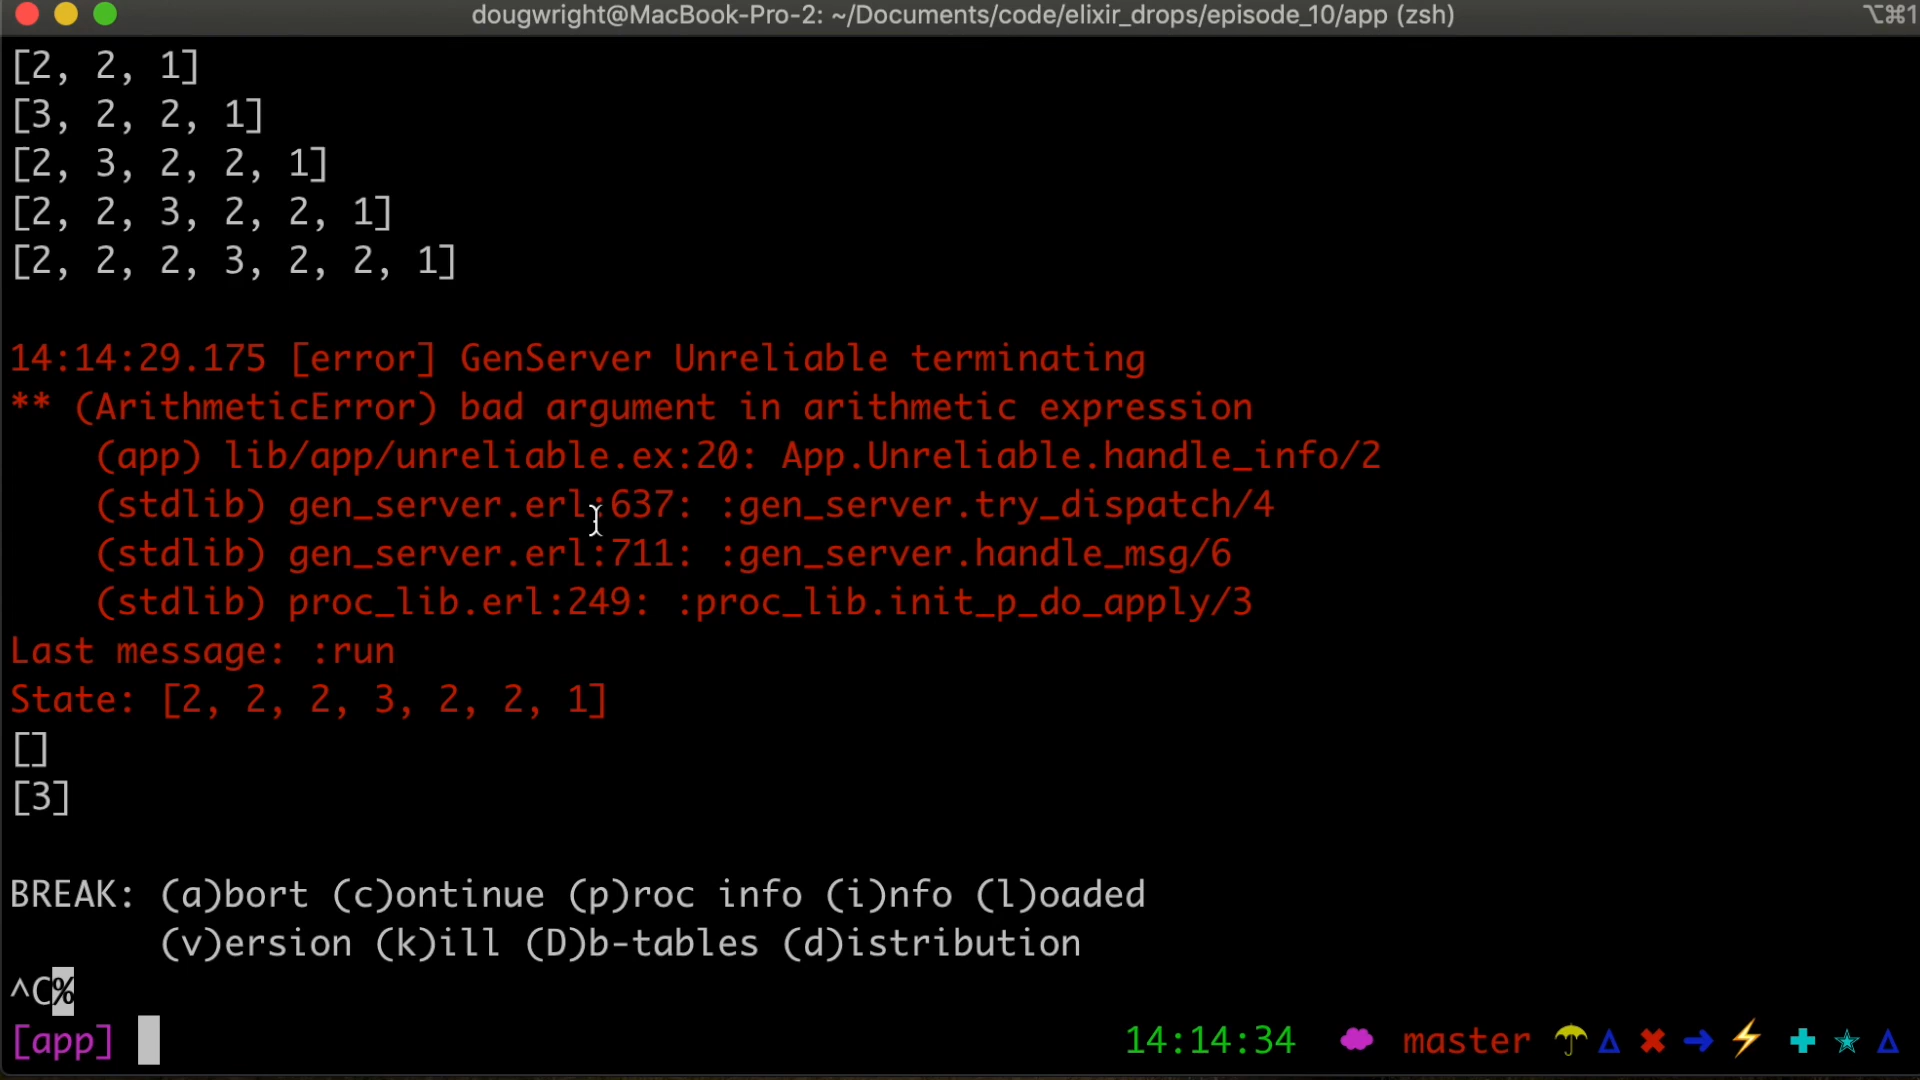 dougwright@MacBook-Pro-2: ~/Documents/code/elixir_drops/episode_10/app (zsh)
⌥⌘1
[2, 2, 1]
[3, 2, 2, 1]
[2, 3, 2, 2, 1]
[2, 2, 3, 2, 2, 1]
[2, 2, 2, 3, 2, 2, 1]
14:14:29.175 [error] GenServer Unreliable terminating
** (ArithmeticError) bad argument in arithmetic expression
    (app) lib/app/unreliable.ex:20: App.Unreliable.handle_info/2
    (stdlib) gen_server.erl:637: :gen_server.try_dispatch/4
    (stdlib) gen_server.erl:711: :gen_server.handle_msg/6
    (stdlib) proc_lib.erl:249: :proc_lib.init_p_do_apply/3
Last message: :run
State: [2, 2, 2, 3, 2, 2, 1]
[]
[3]
BREAK: (a)bort (c)ontinue (p)roc info (i)nfo (l)oaded
       (v)ersion (k)ill (D)b-tables (d)istribution
^C%
[app] 14:14:34 master